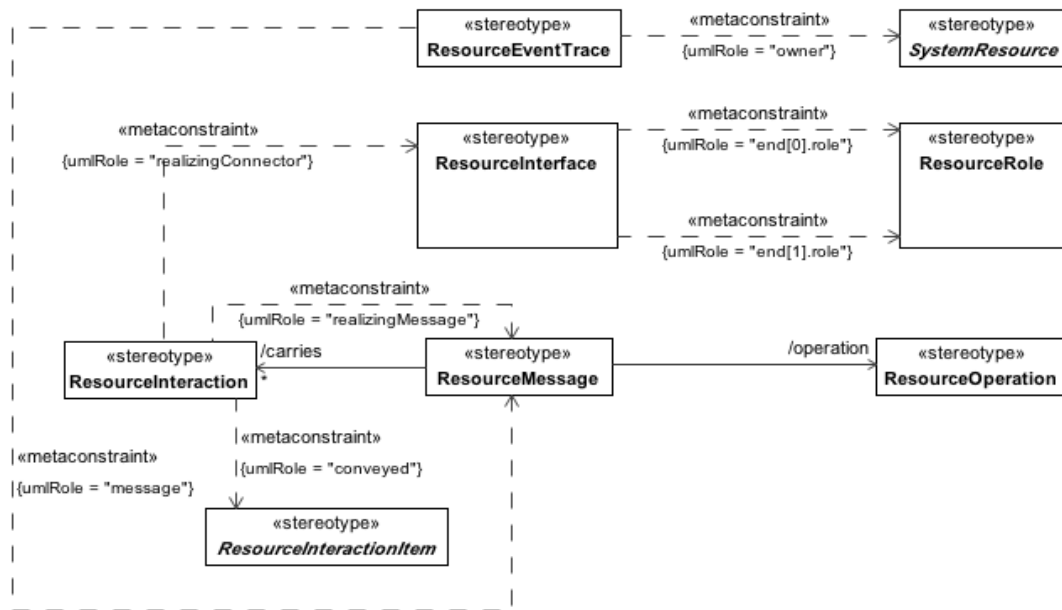 «metaconstraint»
«stereotype»
ResourceEventTrace
{umlRole = "owner"}
«stereotype»
SystemResource
«metaconstraint»
{umlRole = "realizingConnector"}
«stereotype»
ResourceInterface
«metaconstraint»
{umlRole = "end[0].role"}
«stereotype»
ResourceRole
«metaconstraint»
{umlRole = "end[1].role"}
«metaconstraint»
{umlRole = "realizingMessage"}
«stereotype»
ResourceInteraction
/carries
*
«stereotype»
ResourceMessage
/operation
«stereotype»
ResourceOperation
«metaconstraint»
{umlRole = "conveyed"}
«metaconstraint»
{umlRole = "message"}
«stereotype»
ResourceInteractionItem